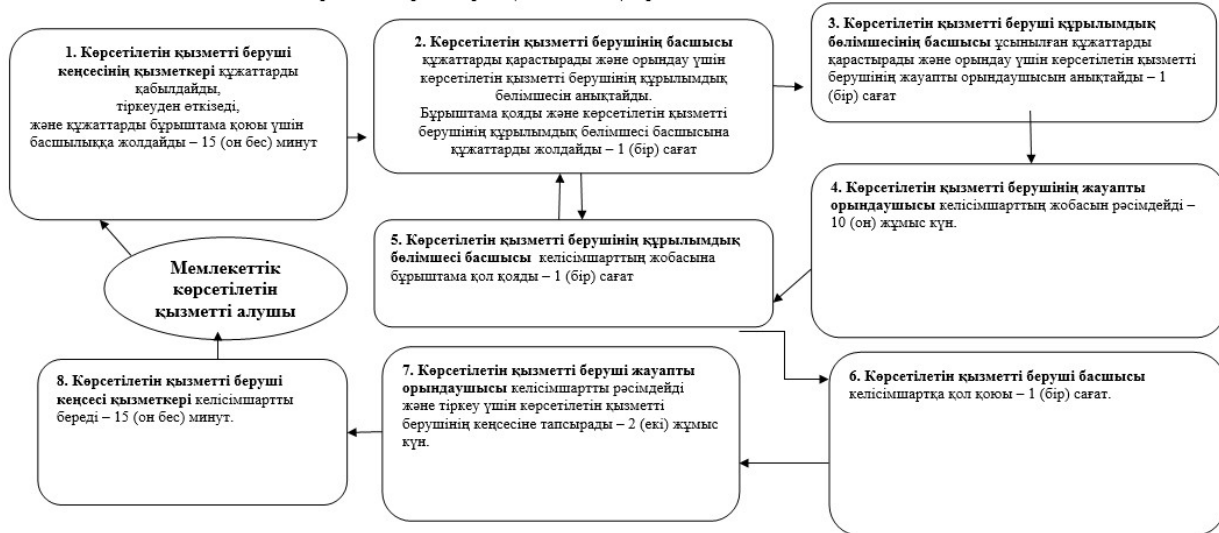 1. Көрсетілетін қызметті беруші
кеңсесінің қызметкері құжаттарды
қабылдайды,
тіркеуден өткізеді,
және құжаттарды бұрыштама қоюы үшін
басшылыққа жолдайды – 15 (он бес) минут
2. Көрсетілетін қызметті берушінің басшысы
құжаттарды қарастырады және орындау үшін
көрсетілетін қызметті берушінің құрылымдық
бөлімшесін анықтайды.
Бұрыштама қояды және көрсетілетін қызметті
берушінің құрылымдық бөлімшесі басшысына
құжаттарды жолдайды – 1 (бір) сағат
3. Көрсетілетін қызметті беруші құрылымдық
бөлімшесінің басшысы ұсынылған құжаттарды
қарастырады және орындау үшін көрсетілетін қызметті
берушінің жауапты орындаушысын анықтайды – 1
(бір) сағат
4. Көрсетілетін қызметті берушінің жауапты
орындаушысы келісімшарттың жобасын рәсімдейді –
10 (он) жұмыс күн.
5. Көрсетілетін қызметті берушінің құрылымдық
бөлімшесі басшысы келісімшарттың жобасына
бұрыштама қол қояды – 1 (бір) сағат
Мемлекеттік
көрсетілетін
қызметті алушы
6. Көрсетілетін қызметті беруші басшысы
келісімшартқа қол қоюы – 1 (бір) сағат.
7. Көрсетілетін қызметті беруші жауапты
орындаушысы келісімшартты рәсімдейді
және тіркеу үшін көрсетілетін қызметті
берушінің кеңсесіне тапсырады – 2 (екі) жұмыс
күн.
8. Көрсетілетін қызметті беруші
кеңсесі қызметкері келісімшартты
береді – 15 (он бес) минут.